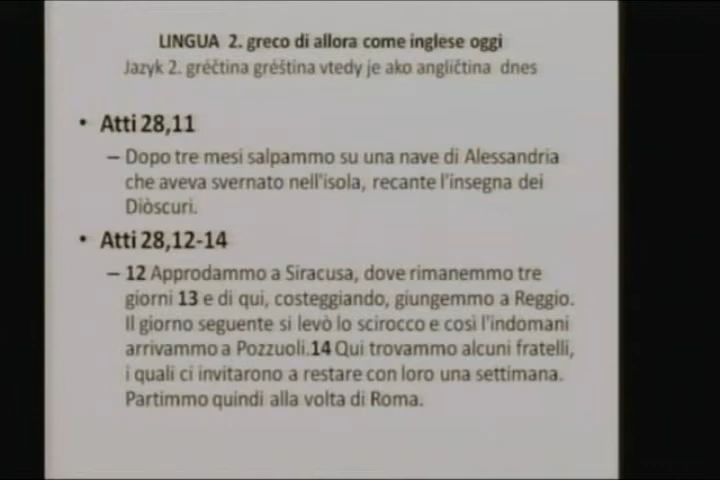 LINGUA 2. greco di allora come inglese oggi
Jazyk 2. gréčtina gréština vtedy je ako angličtina dnes
• Atti 28,11
– Dopo tre mesi salpammo su una nave di Alessandria
che aveva svernato nell'isola, recante l'insegna dei
Diòscuri.
• Atti 28,12-14
– 12 Approdammo a Siracusa, dove rimanemmo tre
giorni 13 e di qui, costeggiando, giungemmo a Reggio.
Il giorno seguente si levò lo scirocco e così l'indomani
arrivammo a Pozzuoli.14 Qui trovammo alcuni fratelli,
i quali ci invitarono a restare con loro una settimana.
Partimmo quindi alla volta di Roma.